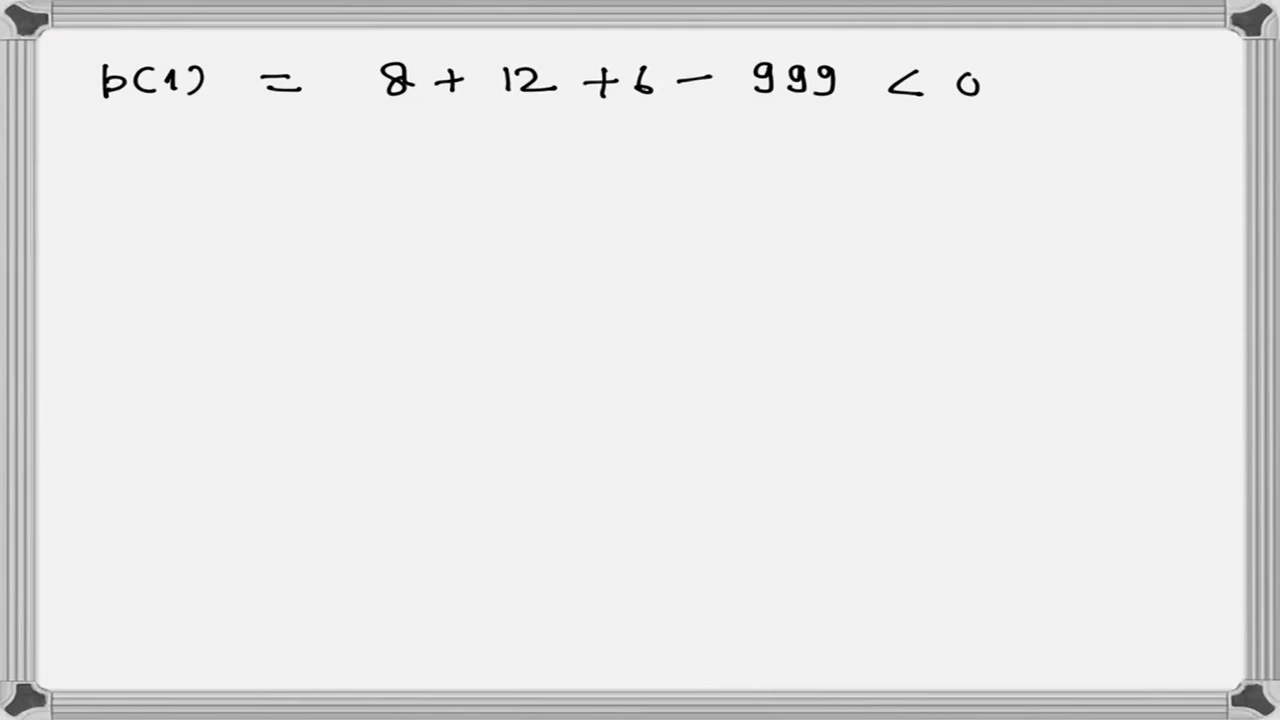 p(1) = 8 + 12 + 6 - 999 < 0